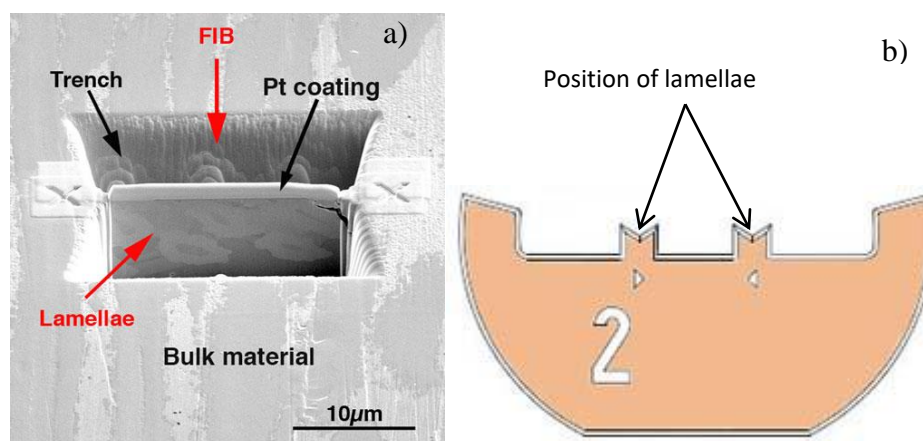 a)
FIB
Trench
Pt coating
Lamellae
Bulk material
10µm
b)
Position of lamellae
2